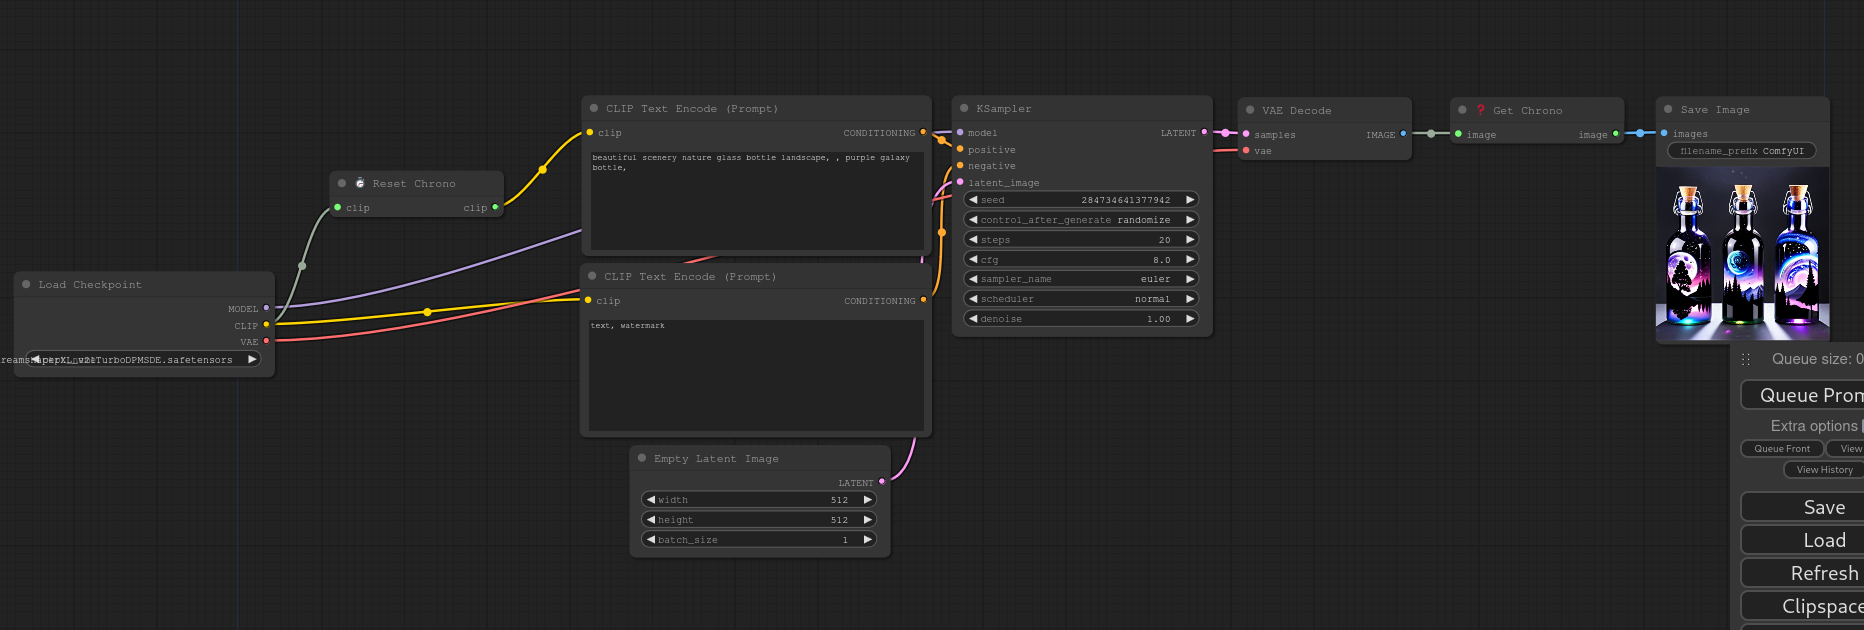 Load Checkpoint
MODEL
CLIP
VAE
TurboDPMSDE.safetensors
Reset Chrono
clip clip
CLIP Text Encode (Prompt)
clip CONDITIONING
beautiful scenery nature glass bottle landscape, , purple galaxy
bottle,
CLIP Text Encode (Prompt)
clip CONDITIONING
text, watermark
Empty Latent Image
LATENT
width 512
height 512
batch_size 1
KSampler
model LATENT
positive
negative
latent_image
seed 284734641377942
control_after_generate randomize
steps 20
cfg 8.0
sampler_name euler
scheduler normal
denoise 1.00
VAE Decode
samples IMAGE
vae
❓ Get Chrono
image image
Save Image
images
filename_prefix ComfyUI
Queue size: 0
Queue Prom
Extra options
Queue Front View
View History
Save
Load
Refresh
Clipspace